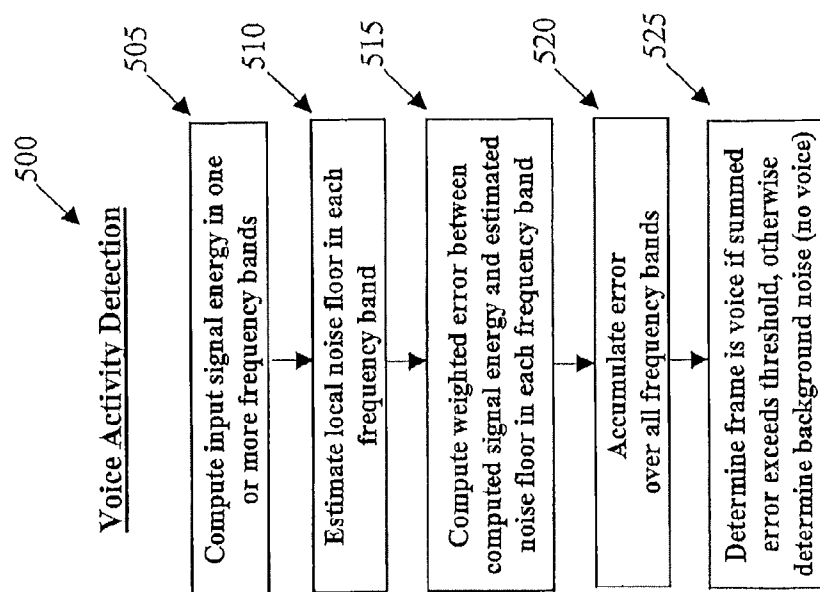 500
Voice Activity Detection
505
Compute input signal energy in one
or more frequency bands
510
Estimate local noise floor in each
frequency band
515
Compute weighted error between
computed signal energy and estimated
noise floor in each frequency band
520
Accumulate error
over all frequency bands
525
Determine frame is voice if summed
error exceeds threshold, otherwise
determine background noise (no voice)